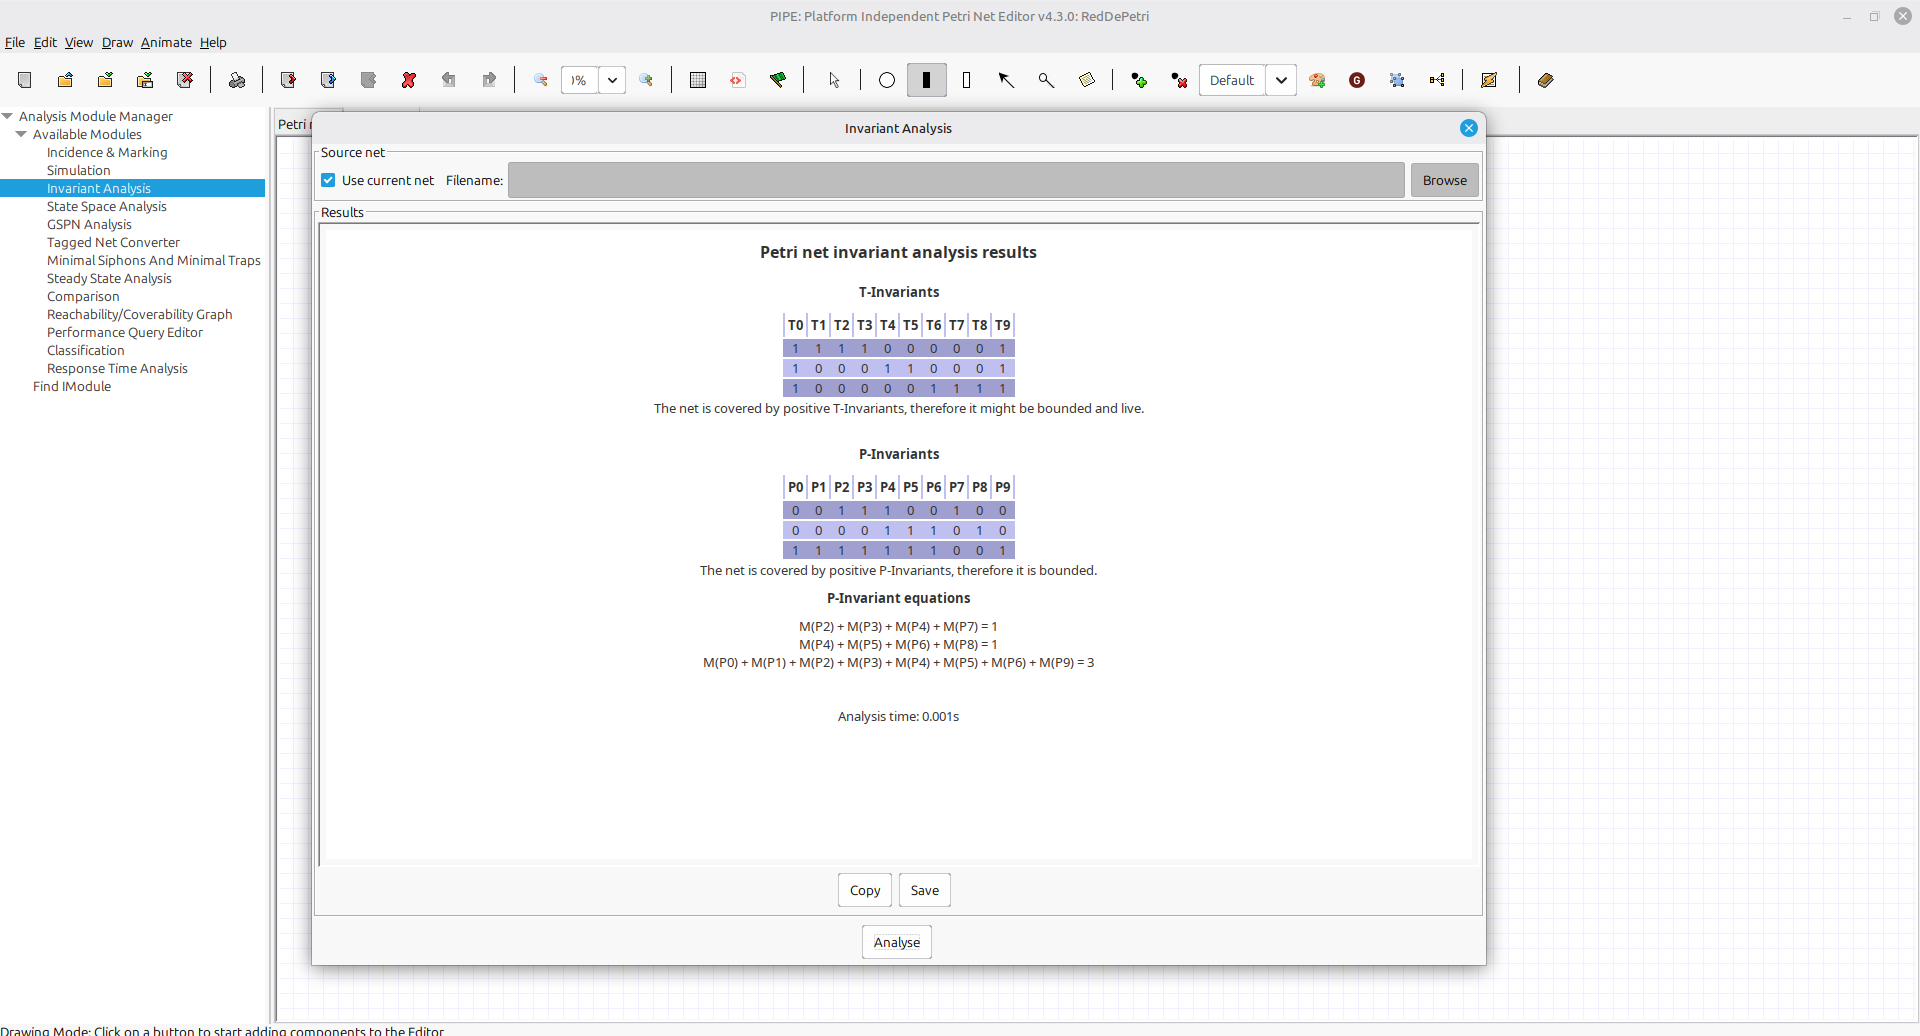 PIPE: Platform Independent Petri Net Editor v4.3.0: RedDePetri
File Edit View Draw Animate Help
)% Default G
Analysis Module Manager
Available Modules
Incidence & Marking
Simulation
Invariant Analysis
State Space Analysis
GSPN Analysis
Tagged Net Converter
Minimal Siphons And Minimal Traps
Steady State Analysis
Comparison
Reachability/Coverability Graph
Performance Query Editor
Classification
Response Time Analysis
Find IModule
Petri
Invariant Analysis
Source net
Use current net Filename: Browse
Results
Petri net invariant analysis results
T-Invariants
T0 T1 T2 T3 T4 T5 T6 T7 T8 T9
1 1 1 1 0 0 0 0 0 1
1 0 0 0 1 1 0 0 0 1
1 0 0 0 0 0 1 1 1 1
The net is covered by positive T-Invariants, therefore it might be bounded and live.
P-Invariants
P0 P1 P2 P3 P4 P5 P6 P7 P8 P9
0 0 1 1 1 0 0 1 0 0
0 0 0 0 1 1 1 0 1 0
1 1 1 1 1 1 1 0 0 1
The net is covered by positive P-Invariants, therefore it is bounded.
P-Invariant equations
M(P2) + M(P3) + M(P4) + M(P7) = 1
M(P4) + M(P5) + M(P6) + M(P8) = 1
M(P0) + M(P1) + M(P2) + M(P3) + M(P4) + M(P5) + M(P6) + M(P9) = 3
Analysis time: 0.001s
Copy Save
Analyse
Drawing Mode: Click on a button to start adding components to the Editor